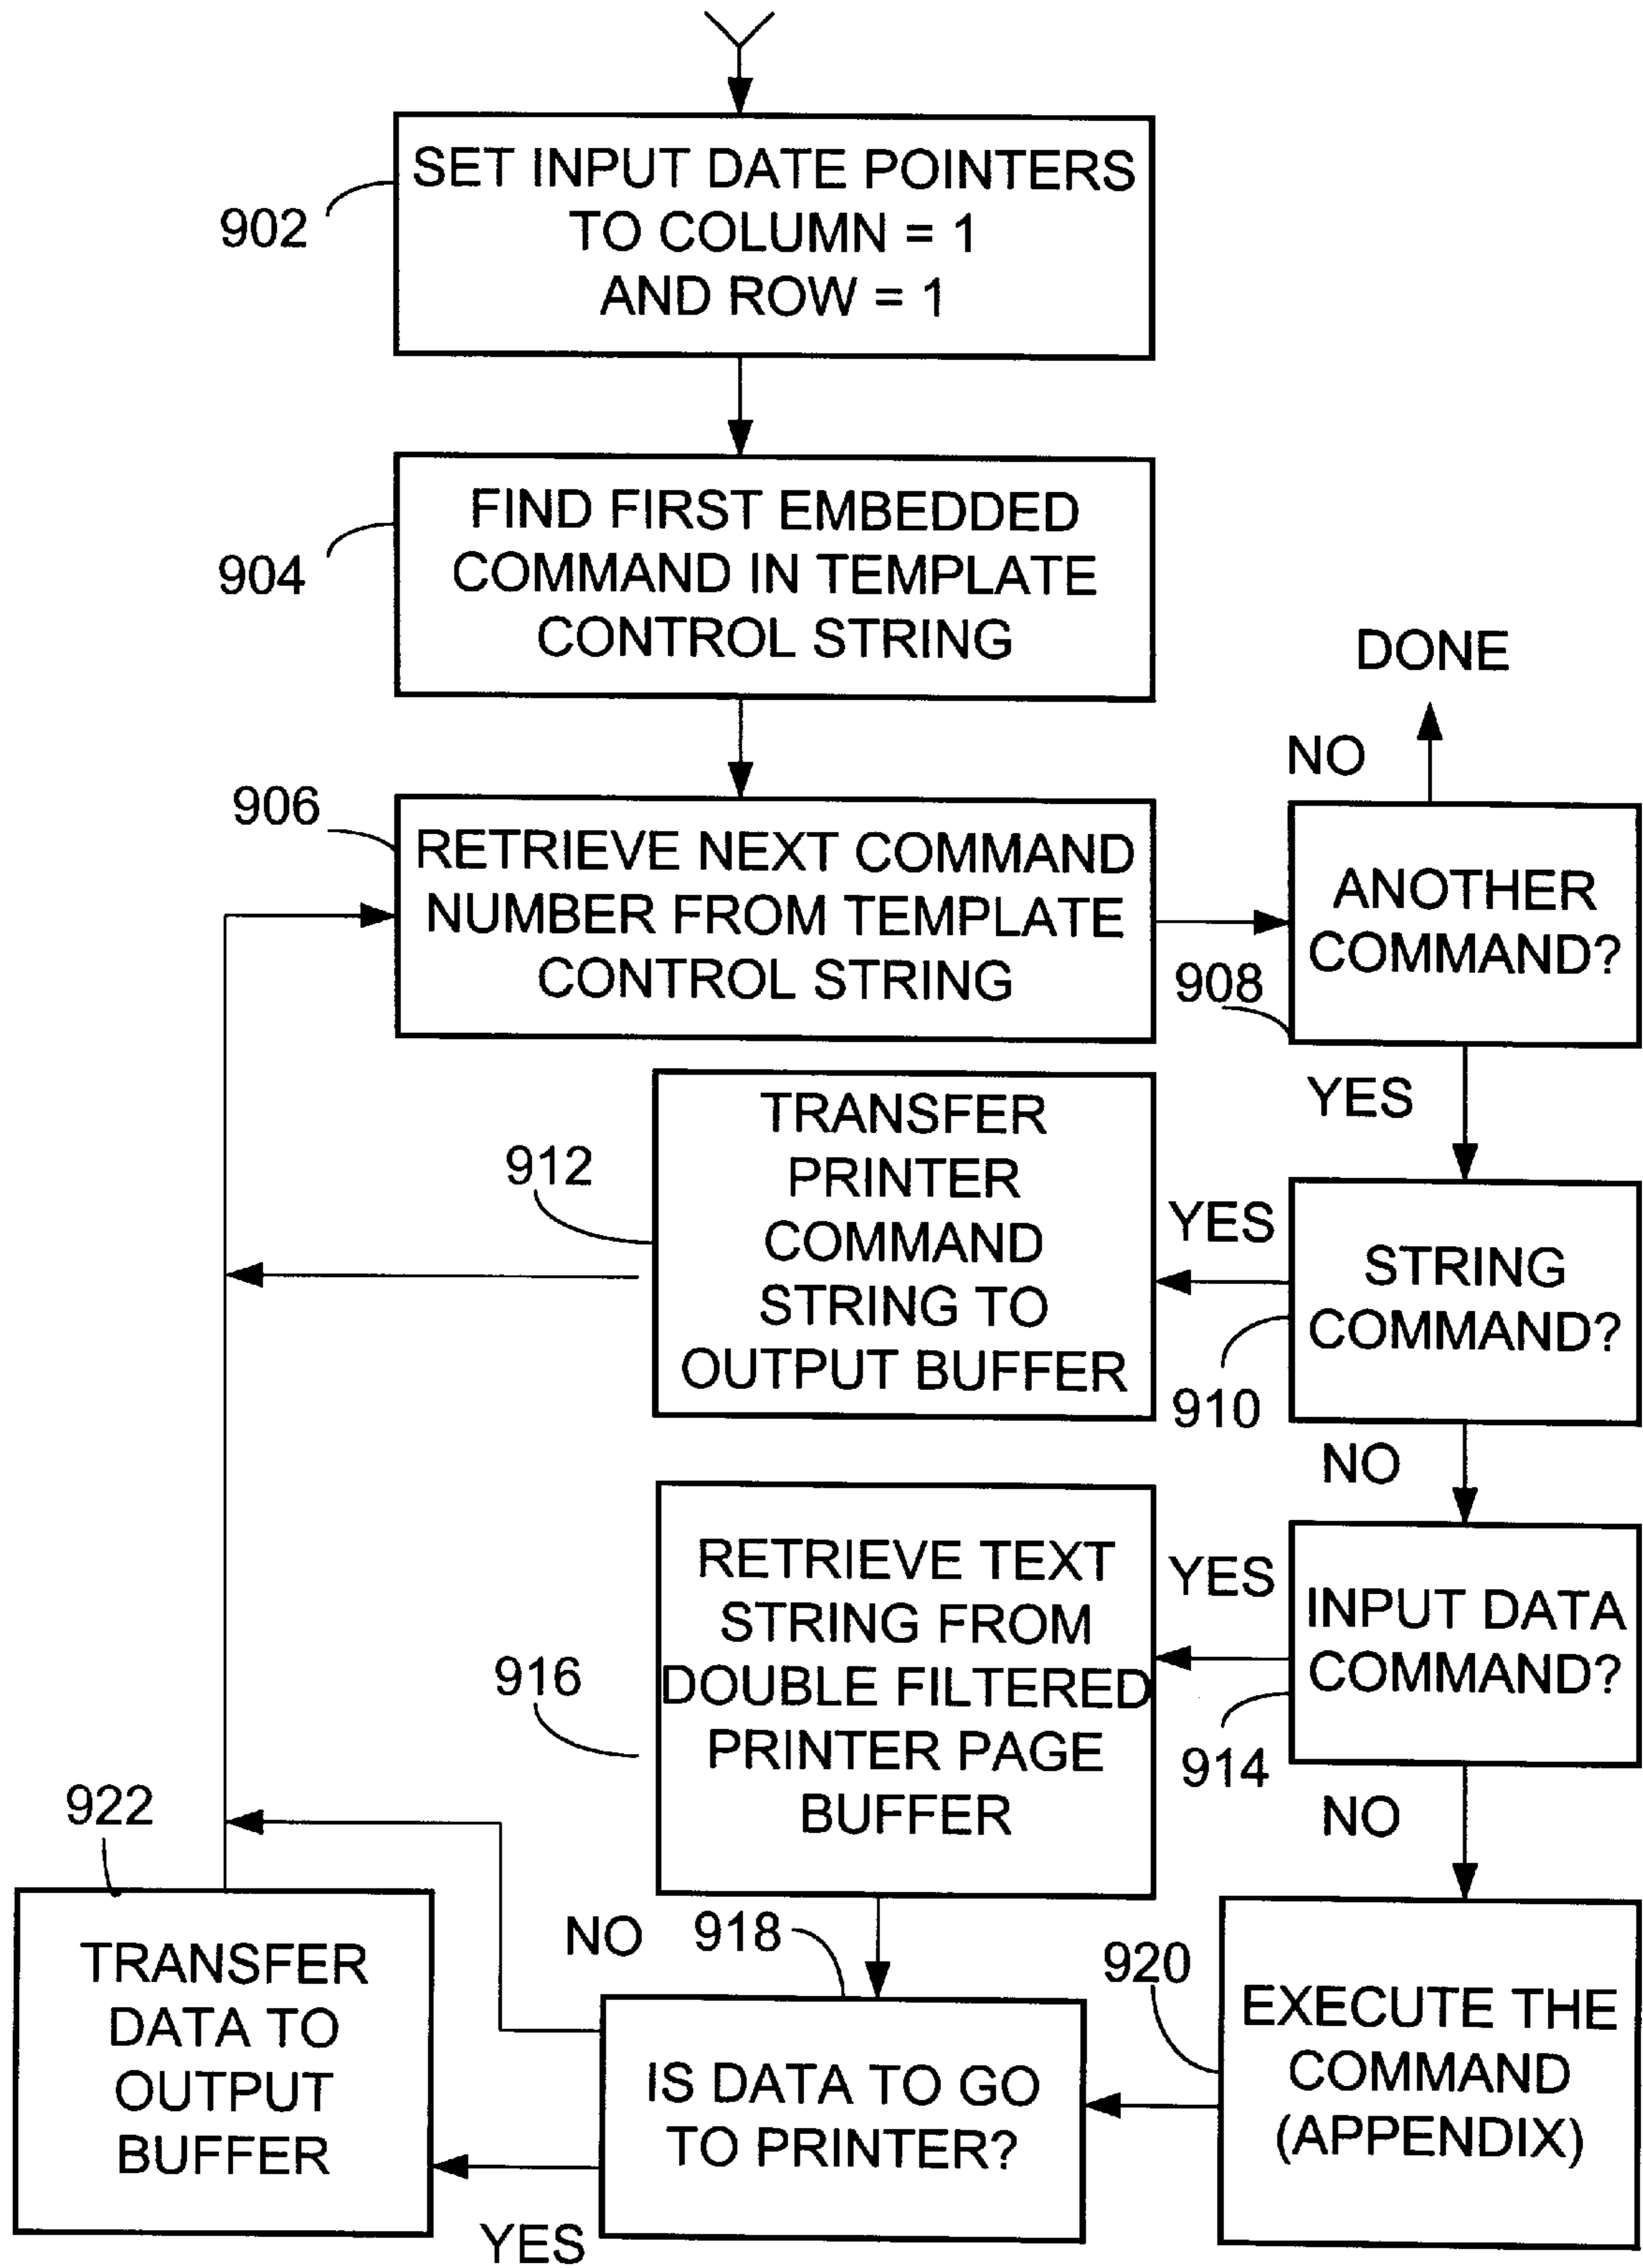 SET INPUT DATE POINTERS
TO COLUMN = 1
AND ROW = 1
902
FIND FIRST EMBEDDED
COMMAND IN TEMPLATE
CONTROL STRING
904
DONE
NO
906
RETRIEVE NEXT COMMAND
NUMBER FROM TEMPLATE
CONTROL STRING
ANOTHER
COMMAND?
908
YES
TRANSFER
PRINTER
COMMAND
STRING TO
OUTPUT BUFFER
912
YES
STRING
COMMAND?
910
NO
RETRIEVE TEXT
STRING FROM
DOUBLE FILTERED
PRINTER PAGE
BUFFER
916
YES
INPUT DATA
COMMAND?
914
NO
922
TRANSFER
DATA TO
OUTPUT
BUFFER
NO
918
IS DATA TO GO
TO PRINTER?
YES
920
EXECUTE THE
COMMAND
(APPENDIX)